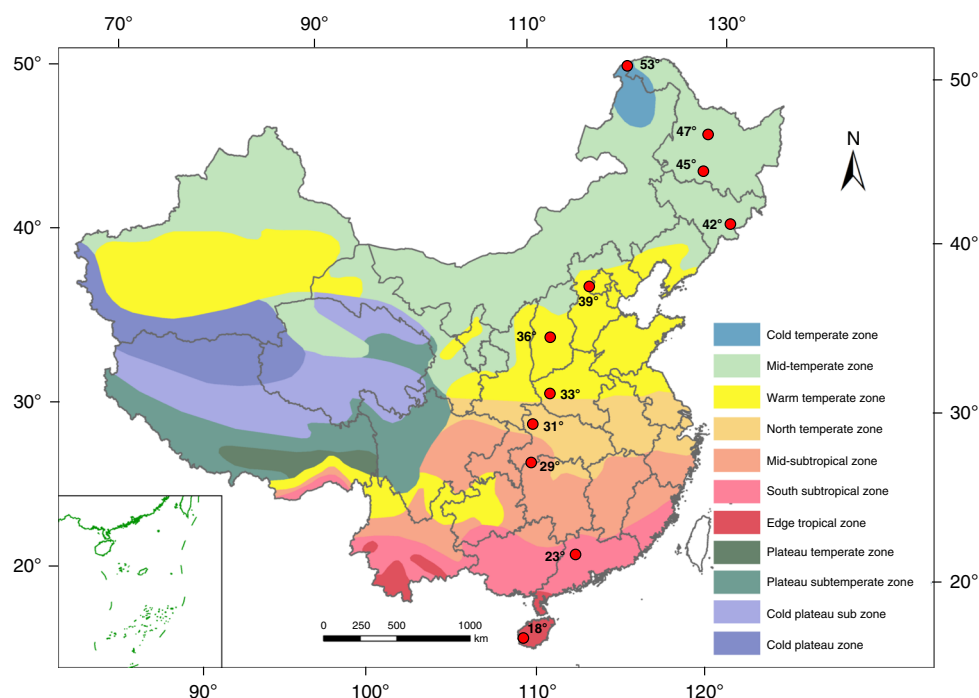 70° 90° 110° 130°
50° 53° 50°
N
47°
45°
42°
40° 40°
39°
36°
Cold temperate zone
Mid-temperate zone
33°
Warm temperate zone
30° 30°
31°
North temperate zone
29°
Mid-subtropical zone
South subtropical zone
Edge tropical zone
23°
Plateau temperate zone
20° 20°
Plateau subtemperate zone
Cold plateau sub zone
18°
0 250 500 1000
km
Cold plateau zone
90° 100° 110° 120°